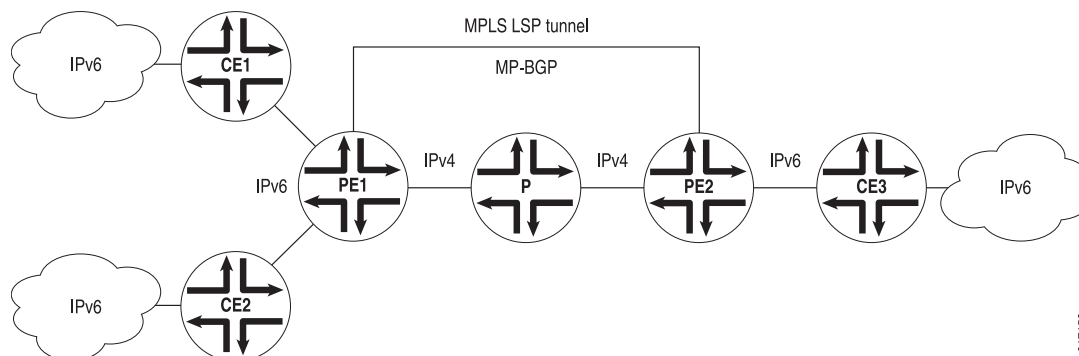 MPLS LSP tunnel
MP-BGP
IPv6
CE1
IPv6
PE1
IPv4
P
IPv4
PE2
IPv6
CE3
IPv6
IPv6
CE2